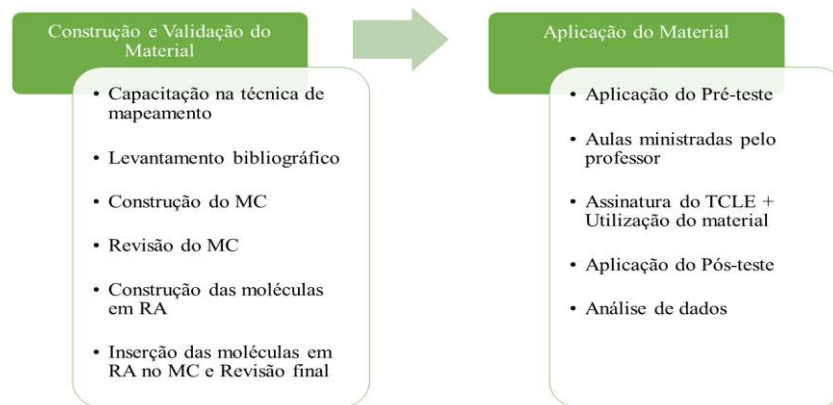 Construção e Validação do
Material
• Capacitação na técnica de
mapeamento
• Levantamento bibliográfico
• Construção do MC
• Revisão do MC
• Construção das moléculas
em RA
• Inserção das moléculas em
RA no MC e Revisão final
Aplicação do Material
• Aplicação do Pré-teste
• Aulas ministradas pelo
professor
• Assinatura do TCLE +
Utilização do material
• Aplicação do Pós-teste
• Análise de dados